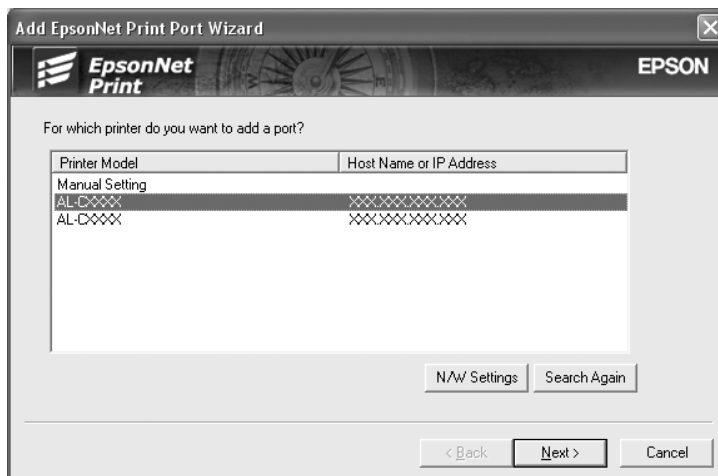 Add EpsonNet Print Port Wizard
EpsonNet
Print
EPSON
For which printer do you want to add a port?
Printer Model Host Name or IP Address
Manual Setting
AL-CXXXX XXX.XXX.XXX.XXX
AL-CXXXX XXX.XXX.XXX.XXX
N/W Settings Search Again
< Back Next > Cancel